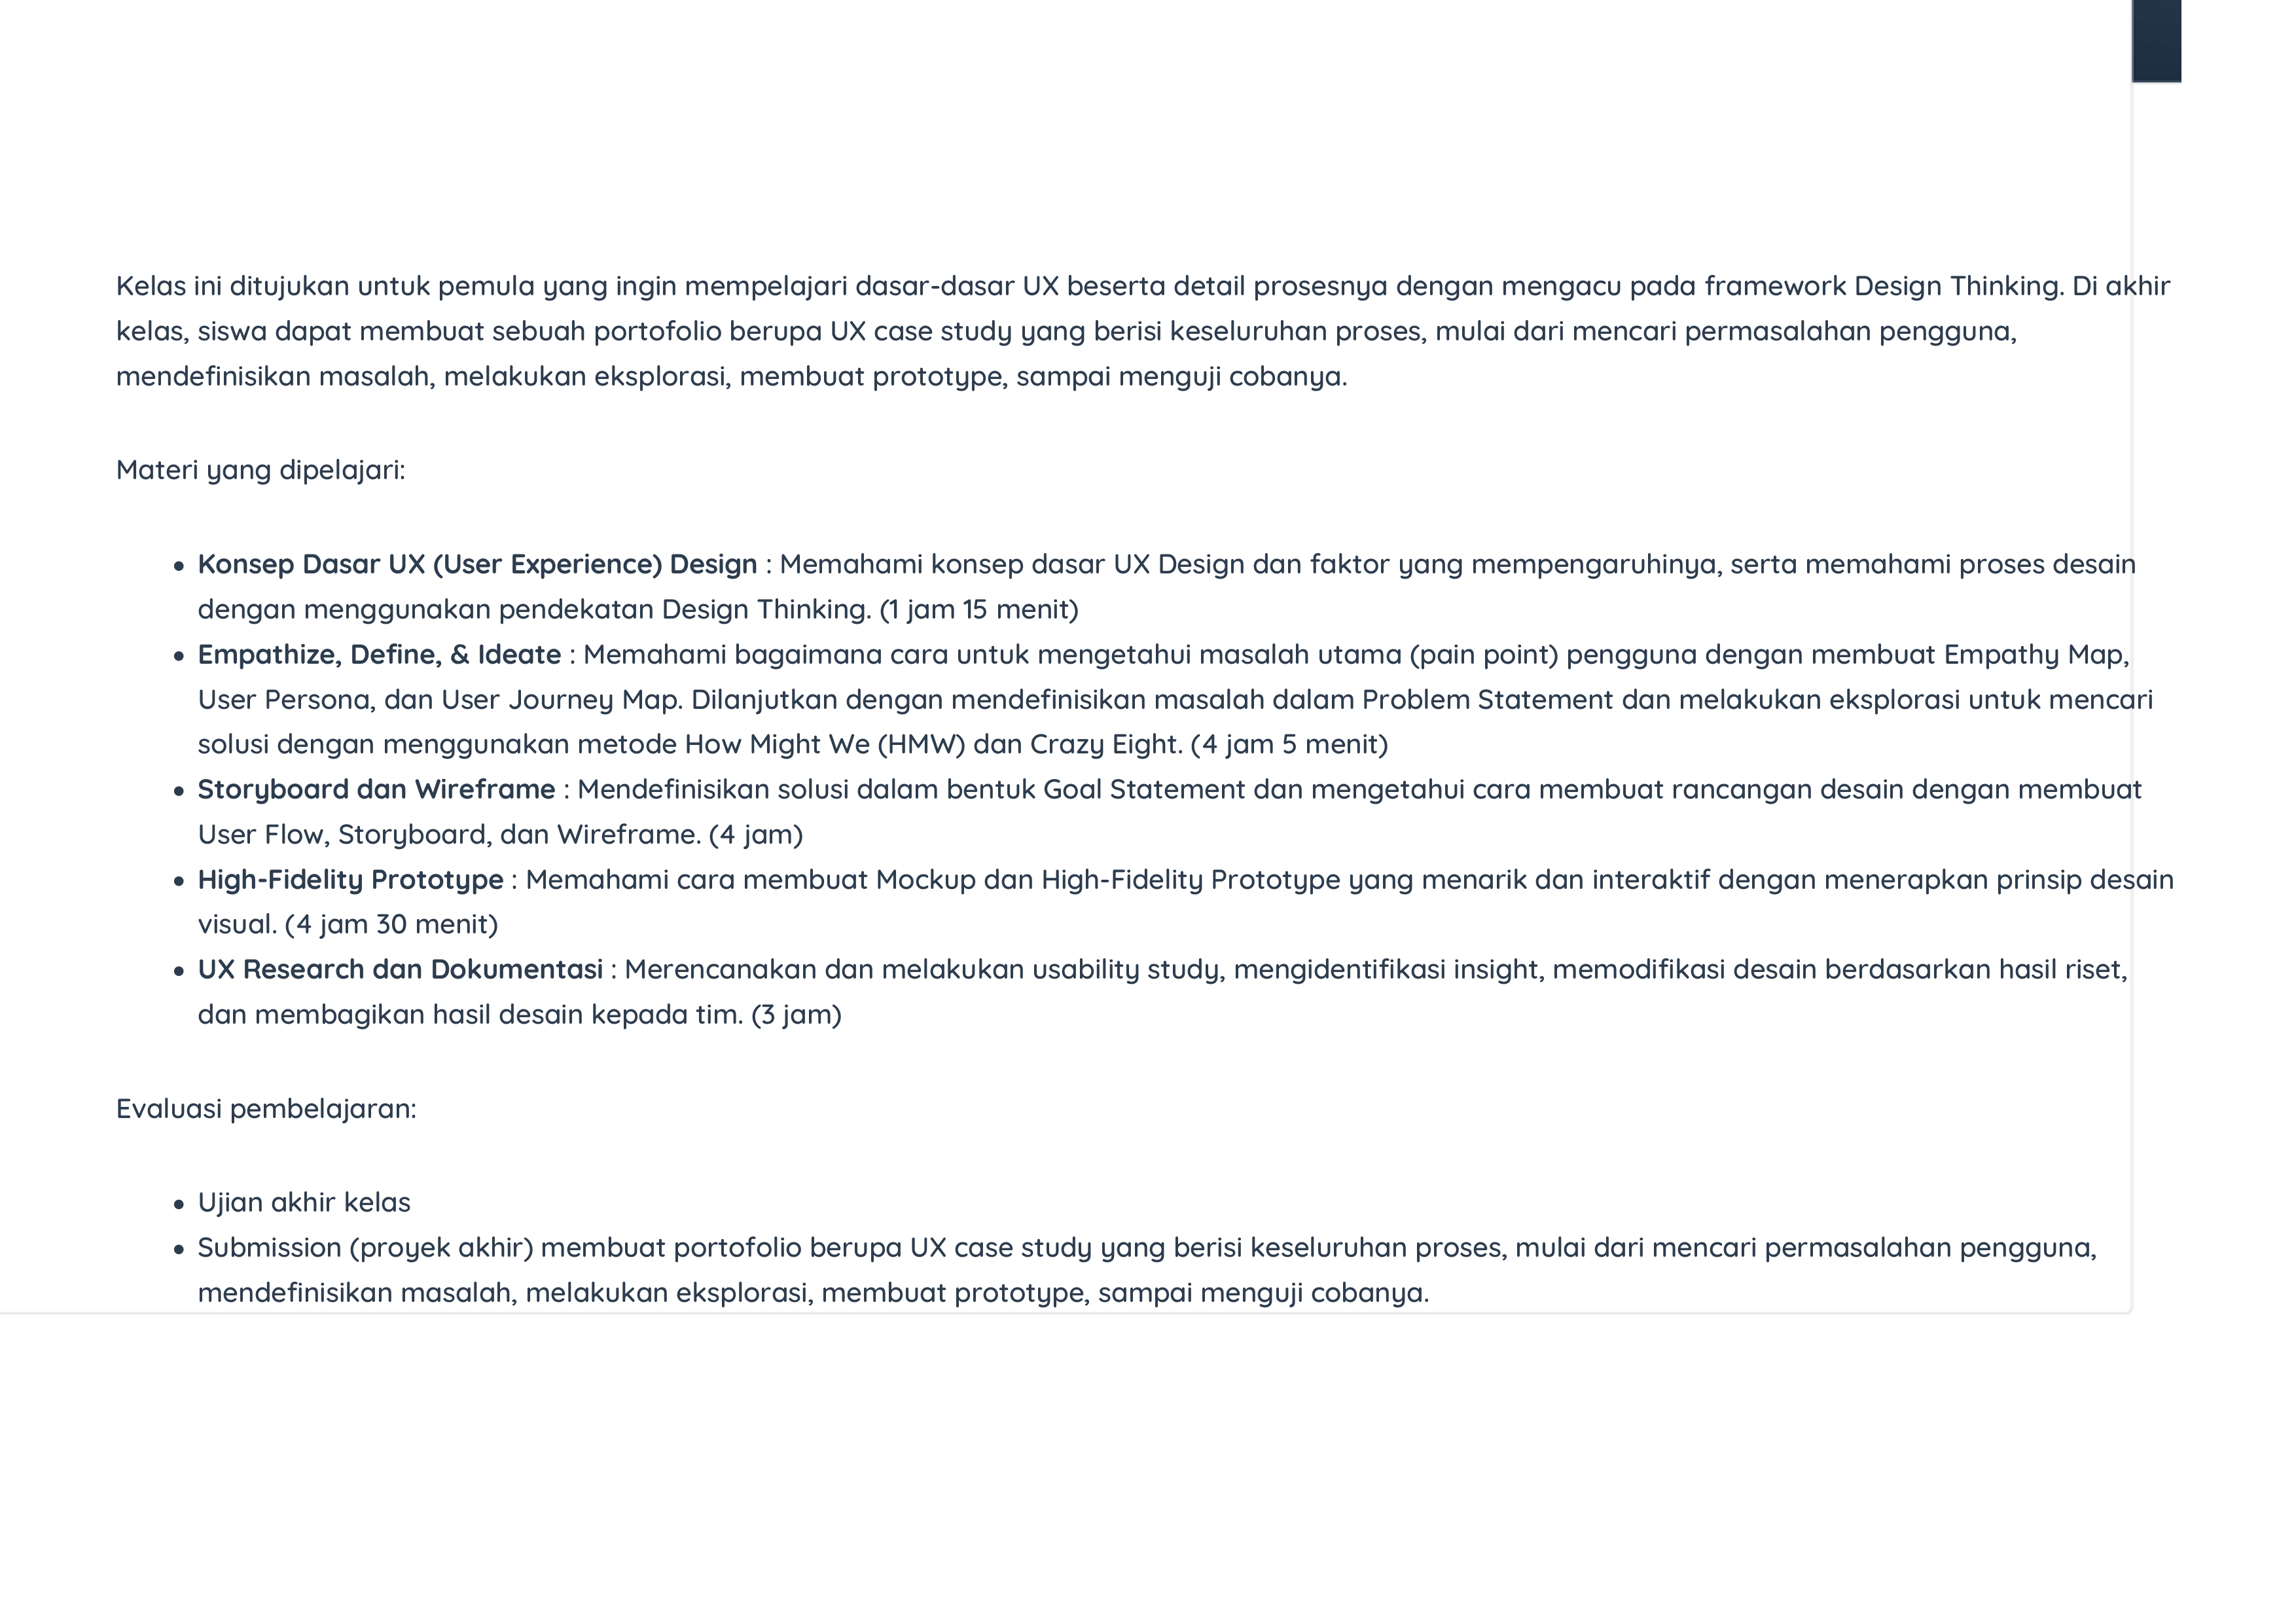 Kelas ini ditujukan untuk pemula yang ingin mempelajari dasar-dasar UX beserta detail prosesnya dengan mengacu pada framework Design Thinking. Di akhir
kelas, siswa dapat membuat sebuah portofolio berupa UX case study yang berisi keseluruhan proses, mulai dari mencari permasalahan pengguna,
mendefinisikan masalah, melakukan eksplorasi, membuat prototype, sampai menguji cobanya.
Materi yang dipelajari:
• Konsep Dasar UX (User Experience) Design : Memahami konsep dasar UX Design dan faktor yang mempengaruhinya, serta memahami proses desain
dengan menggunakan pendekatan Design Thinking. (1 jam 15 menit)
• Empathize, Define, & Ideate : Memahami bagaimana cara untuk mengetahui masalah utama (pain point) pengguna dengan membuat Empathy Map,
User Persona, dan User Journey Map. Dilanjutkan dengan mendefinisikan masalah dalam Problem Statement dan melakukan eksplorasi untuk mencari
solusi dengan menggunakan metode How Might We (HMW) dan Crazy Eight. (4 jam 5 menit)
• Storyboard dan Wireframe : Mendefinisikan solusi dalam bentuk Goal Statement dan mengetahui cara membuat rancangan desain dengan membuat
User Flow, Storyboard, dan Wireframe. (4 jam)
• High-Fidelity Prototype : Memahami cara membuat Mockup dan High-Fidelity Prototype yang menarik dan interaktif dengan menerapkan prinsip desain
visual. (4 jam 30 menit)
• UX Research dan Dokumentasi : Merencanakan dan melakukan usability study, mengidentifikasi insight, memodifikasi desain berdasarkan hasil riset,
dan membagikan hasil desain kepada tim. (3 jam)
Evaluasi pembelajaran:
• Ujian akhir kelas
• Submission (proyek akhir) membuat portofolio berupa UX case study yang berisi keseluruhan proses, mulai dari mencari permasalahan pengguna,
mendefinisikan masalah, melakukan eksplorasi, membuat prototype, sampai menguji cobanya.